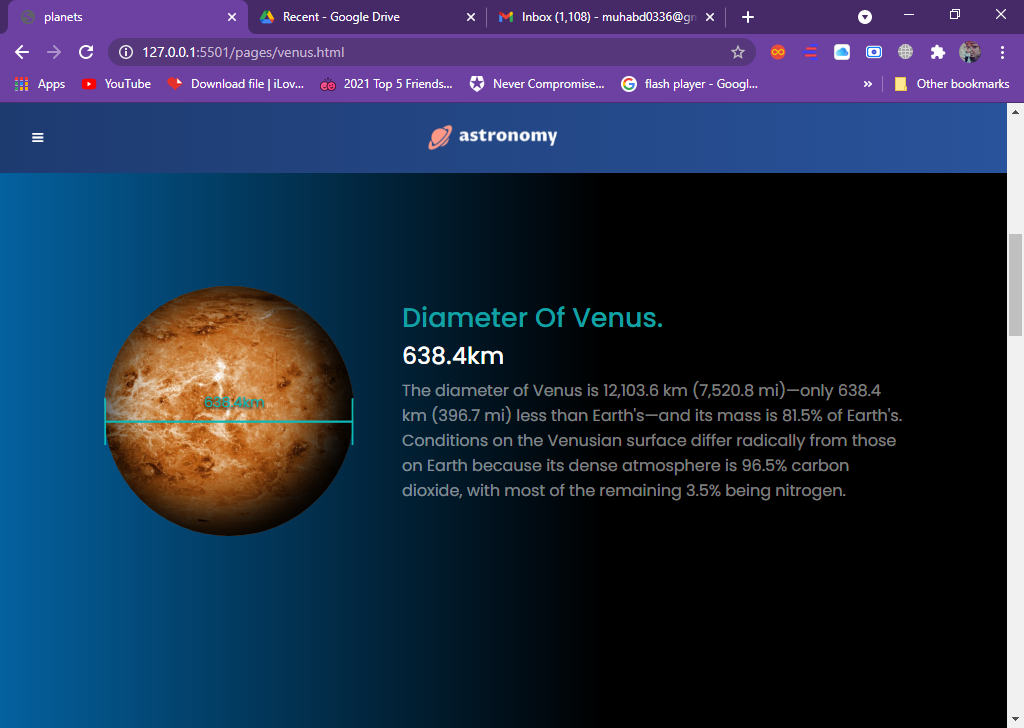 planets
Recent - Google Drive
Inbox (1,108) - muhabd0336@gm
127.0.0.1:5501/pages/venus.html
Apps
YouTube
Download file | iLov...
2021 Top 5 Friends...
Never Compromise...
flash player - Googl...
»
Other bookmarks
astronomy
638.4km
Diameter Of Venus.
638.4km
The diameter of Venus is 12,103.6 km (7,520.8 mi)—only 638.4
km (396.7 mi) less than Earth's—and its mass is 81.5% of Earth's.
Conditions on the Venusian surface differ radically from those
on Earth because its dense atmosphere is 96.5% carbon
dioxide, with most of the remaining 3.5% being nitrogen.